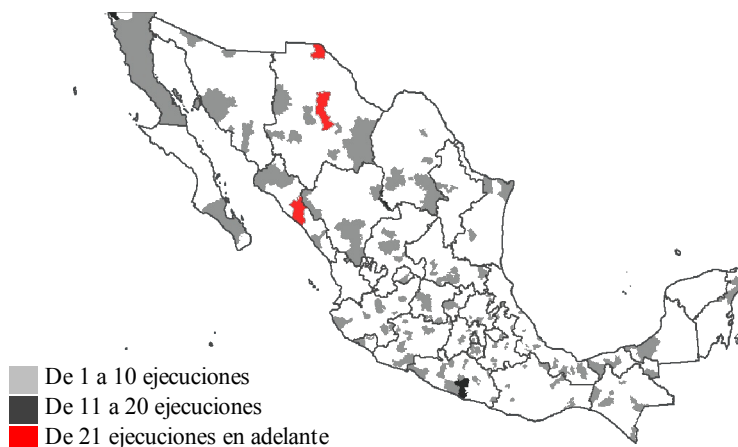 De 1 a 10 ejecuciones
De 11 a 20 ejecuciones
De 21 ejecuciones en adelante